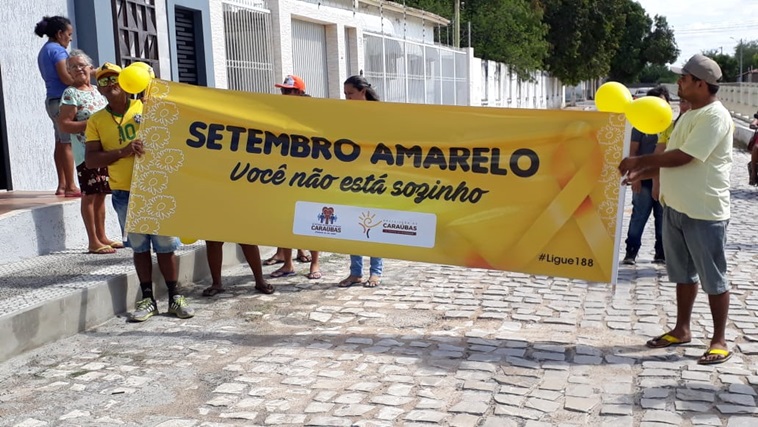 SETEMBRO AMARELO
Você não está sozinho
CARAÚBAS
CARAÚBAS
#Ligue188
10